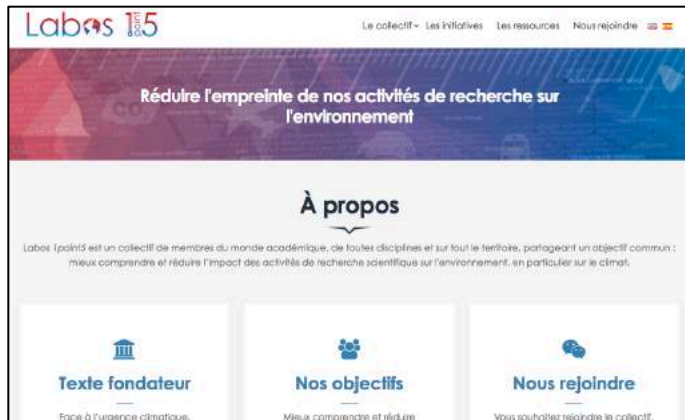 Labos 1point5
Le collectif Les initiatives Les ressources Nous rejoindre
Réduire l'empreinte de nos activités de recherche sur
l'environnement
CO₂
À propos
Labos 1point5 est un collectif de membres du monde académique, de toutes disciplines et sur tout le territoire, partageant un objectif commun :
mieux comprendre et réduire l'impact des activités de recherche scientifique sur l'environnement, en particulier sur le climat.
Texte fondateur
Nos objectifs
Nous rejoindre
Face à l'urgence climatique,
Mieux comprendre et réduire
Vous souhaitez rejoindre le collectif,